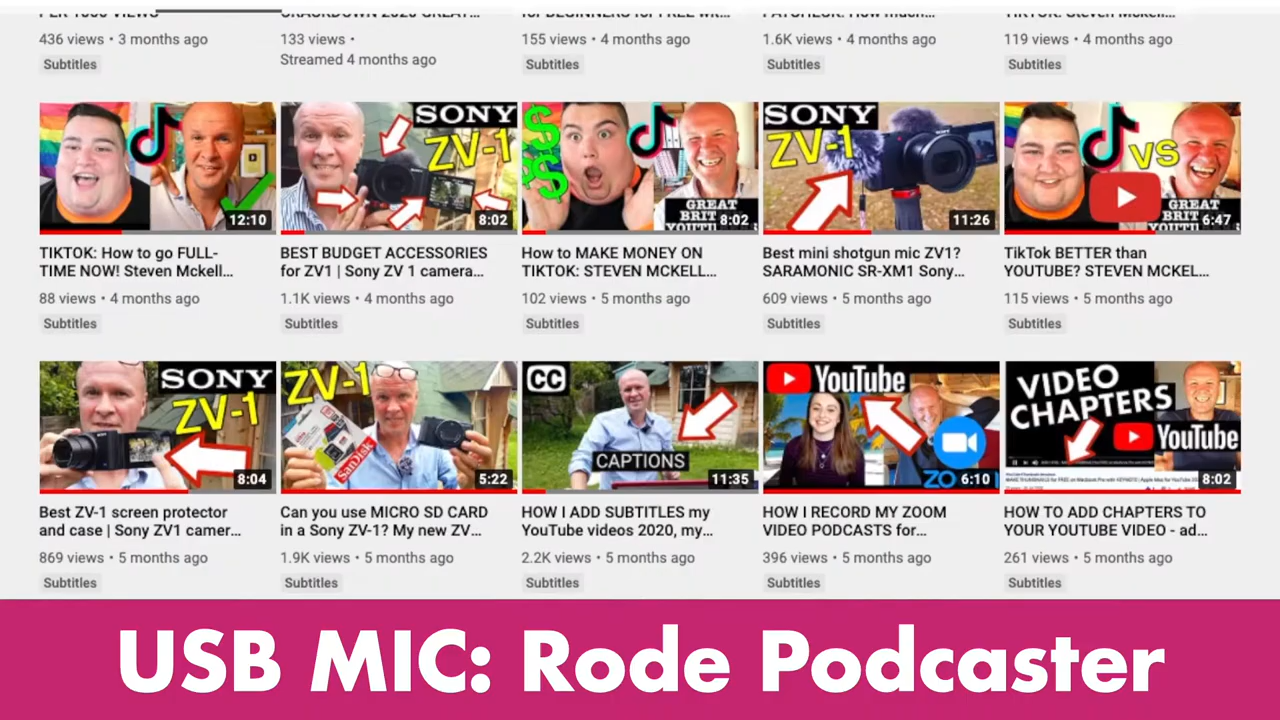 436 views • 3 months ago
133 views •
Streamed 4 months ago
155 views • 4 months ago
1.6K views • 4 months ago
119 views • 4 months ago
Subtitles
Subtitles
Subtitles
Subtitles
12:10
SONY
ZV-1
8:02
$
$
GREAT
BRIT
8:02
SONY
ZV-1
11:26
VS
GREAT
BRIT
6:47
TIKTOK: How to go FULL-
TIME NOW! Steven Mckell...
88 views • 4 months ago
Subtitles
BEST BUDGET ACCESSORIES
for ZV1 | Sony ZV 1 camera...
1.1K views • 4 months ago
Subtitles
How to MAKE MONEY ON
TIKTOK: STEVEN MCKELL...
102 views • 5 months ago
Subtitles
Best mini shotgun mic ZV1?
SARAMONIC SR-XM1 Sony...
609 views • 5 months ago
Subtitles
TikTok BETTER than
YOUTUBE? STEVEN MCKEL...
115 views • 5 months ago
Subtitles
SONY
ZV-1
8:04
ZV-1
SanDisk
5:22
CC
CAPTIONS
11:35
YouTube
ZO
6:10
VIDEO
CHAPTERS
YouTube
8:02
Best ZV-1 screen protector
and case | Sony ZV1 camer...
869 views • 5 months ago
Subtitles
Can you use MICRO SD CARD
in a Sony ZV-1? My new ZV...
1.9K views • 5 months ago
Subtitles
HOW I ADD SUBTITLES my
YouTube videos 2020, my...
2.2K views • 5 months ago
Subtitles
HOW I RECORD MY ZOOM
VIDEO PODCASTS for...
396 views • 5 months ago
Subtitles
HOW TO ADD CHAPTERS TO
YOUR YOUTUBE VIDEO - ad...
261 views • 5 months ago
Subtitles
USB MIC: Rode Podcaster